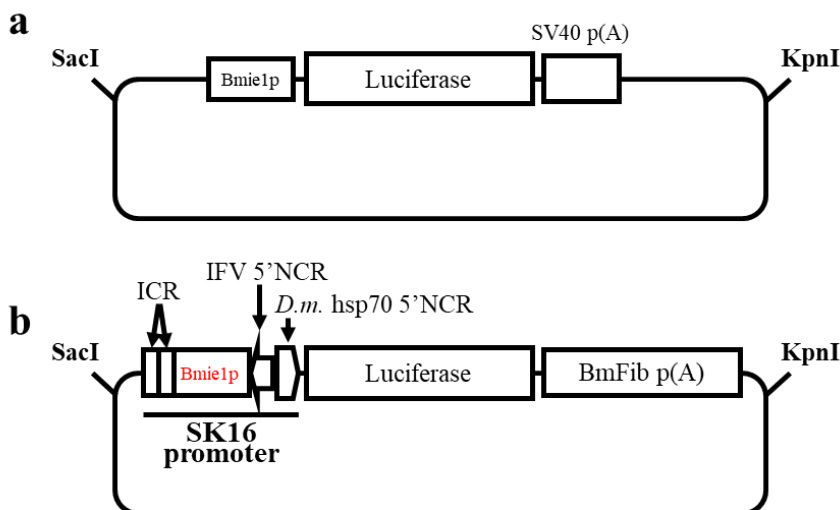 a
SV40 p(A)
SacI
KpnI
Bmie1p
Luciferase
IFV 5’NCR
ICR
D.m. hsp70 5’NCR
b
SacI
KpnI
Bmie1p
Luciferase
BmFib p(A)
SK16
promoter